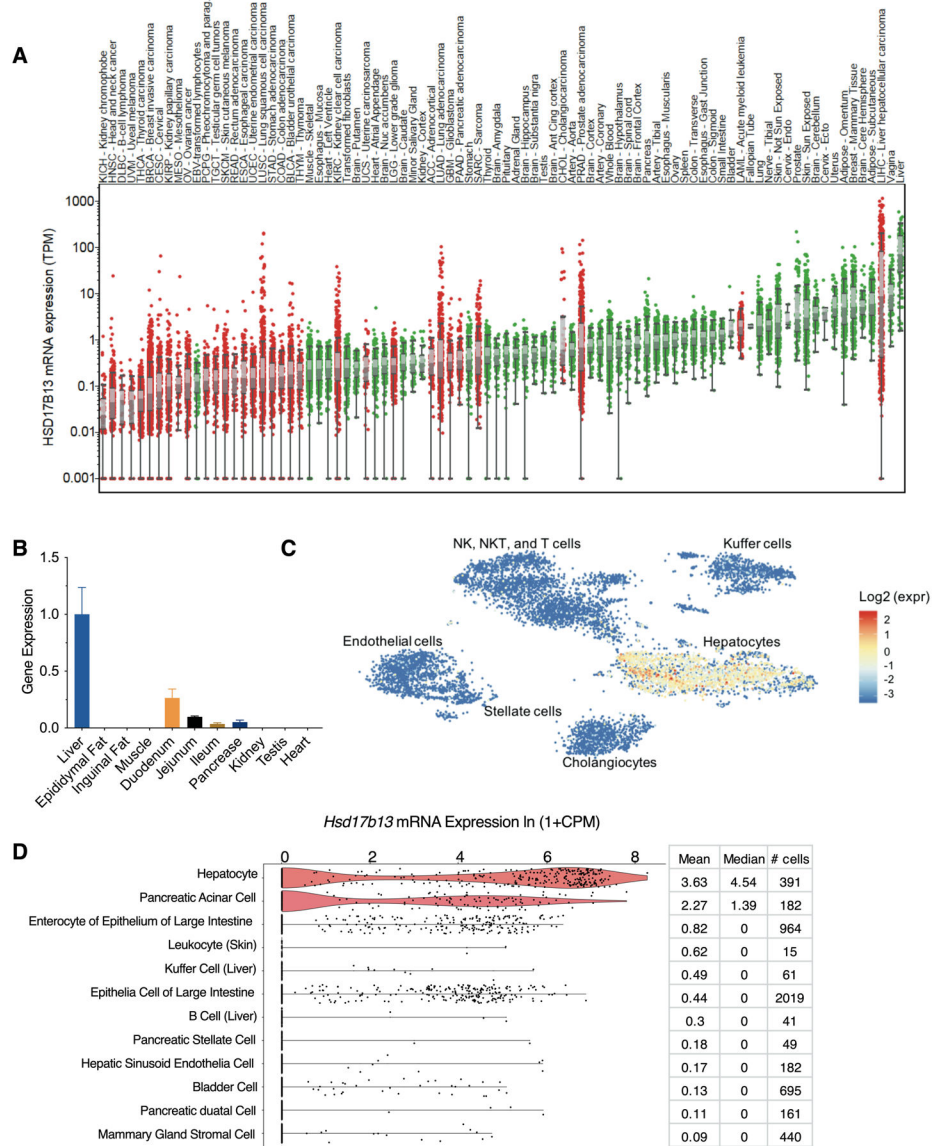 A
KICH - Kidney chromophobe
HNSC - Head and neck cancer
DLBC - B-cell lymphoma
UVM - Uveal melanoma
THCA - Thyroid carcinoma
BRCA - Breast invasive carcinoma
CESC - Cervical
KIRP - Kidney papillary carcinoma
MESO - Mesothelioma
OV - Ovarian cancer
EBV-transformed lymphocytes
PCPG - Pheochromocytoma and parag.
TGCT - Testicular germ cell tumors
SKCM - Skin cutaneous melanoma
READ - Rectum adenocarcinoma
ESCA - Esophageal carcinoma
UCEC - Uterine endometrial carcinoma
LUSC - Lung squamous cell carcinoma
STAD - Stomach adenocarcinoma
COAD - Colon adenocarcinoma
BLCA - Bladder urothelial carcinoma
THYM - Thymoma
Muscle - Skeletal
Esophagus - Mucosa
Heart - Left Ventricle
KIRC - Kidney clear cell carcinoma
Transformed fibroblasts
Brain - Putamen
UCS - Uterine carcinosarcoma
Heart - Atrial Appendage
Brain - Nuc accumbens
LGG - Lower grade glioma
Brain - Caudate
Minor Salivary Gland
Kidney - Cortex
ACC - Adrenocortical
LUAD - Lung adenocarcinoma
GBM - Glioblastoma
PAAD - Pancreatic adenocarcinoma
Stomach
SARC - Sarcoma
Thyroid
Brain - Amygdala
Pituitary
Brain - Hippocampus
Brain - Substantia nigra
Testis
Brain - Ant Cing cortex
CHOL - Cholangiocarcinoma
Artery - Aorta
PRAD - Prostate adenocarcinoma
Brain - Cortex
Artery - Coronary
Whole Blood
Brain - Hypothalamus
Brain - Spinal cord
Brain - Frontal Cortex
Pancreas
Artery - Tibial
Esophagus - Muscularis
Ovary
Spleen
Colon - Transverse
Esophagus - Gast Junction
Colon - Sigmoid
Small Intestine
Bladder
LAML - Acute myeloid leukemia
Fallopian Tube
Lung
Nerve - Tibial
Skin - Not Sun Exposed
Cervix - Endo
Prostate
Skin - Sun Exposed
Brain - Cerebellum
Cervix - Ecto
Uterus
Adipose - Omentum
Breast - Mammary Tissue
Brain - Cere Hemisphere
Adipose - Subcutaneous
LIHC - Liver hepatocellular carcinoma
Vagina
Liver
HSD17B13 mRNA expression (TPM)
1000
100
10
1
0.1
0.01
0.001
B
Gene Expression
1.5
1.0
0.5
0.0
Liver
Epididymal Fat
Inguinal Fat
Muscle
Duodenum
Jejunum
Ileum
Pancrease
Kidney
Testis
Heart
C
NK, NKT, and T cells
Kuffer cells
Endothelial cells
Hepatocytes
Stellate cells
Cholangiocytes
Log2 (expr)
2
1
0
-1
-2
-3
Hsd17b13 mRNA Expression ln (1+CPM)
D
0 2 4 6 8
Mean Median # cells
Hepatocyte 3.63 4.54 391
Pancreatic Acinar Cell 2.27 1.39 182
Enterocyte of Epithelium of Large Intestine 0.82 0 964
Leukocyte (Skin) 0.62 0 15
Kuffer Cell (Liver) 0.49 0 61
Epithelia Cell of Large Intestine 0.44 0 2019
B Cell (Liver) 0.3 0 41
Pancreatic Stellate Cell 0.18 0 49
Hepatic Sinusoid Endothelia Cell 0.17 0 182
Bladder Cell 0.13 0 695
Pancreatic duatal Cell 0.11 0 161
Mammary Gland Stromal Cell 0.09 0 440